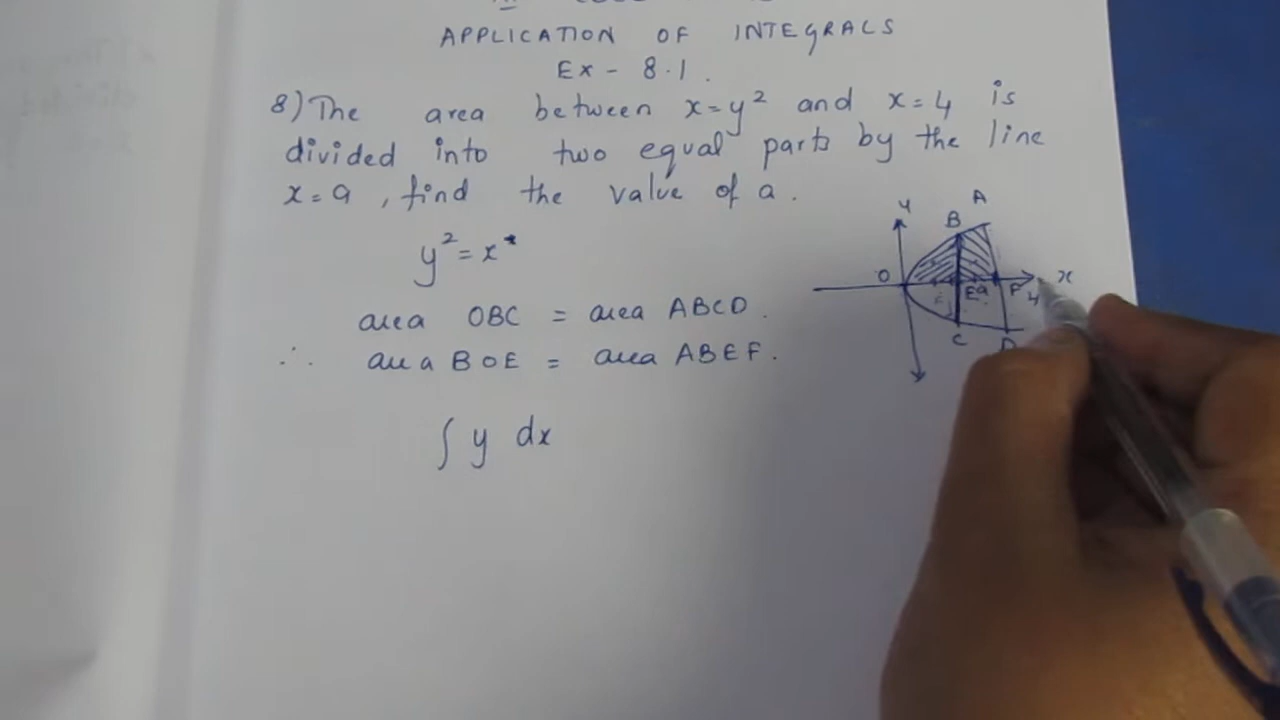 APPLICATION OF INTEGRALS
Ex - 8.1.
8) The area between x=y² and x=4 is
divided into two equal parts by the line
x=a, find the value of a.
y²=x
area OBC = area ABCD.
∴ area BOE = area ABEF.
∫ y dx
y
A
B
O
E a
F
4
x
C
D